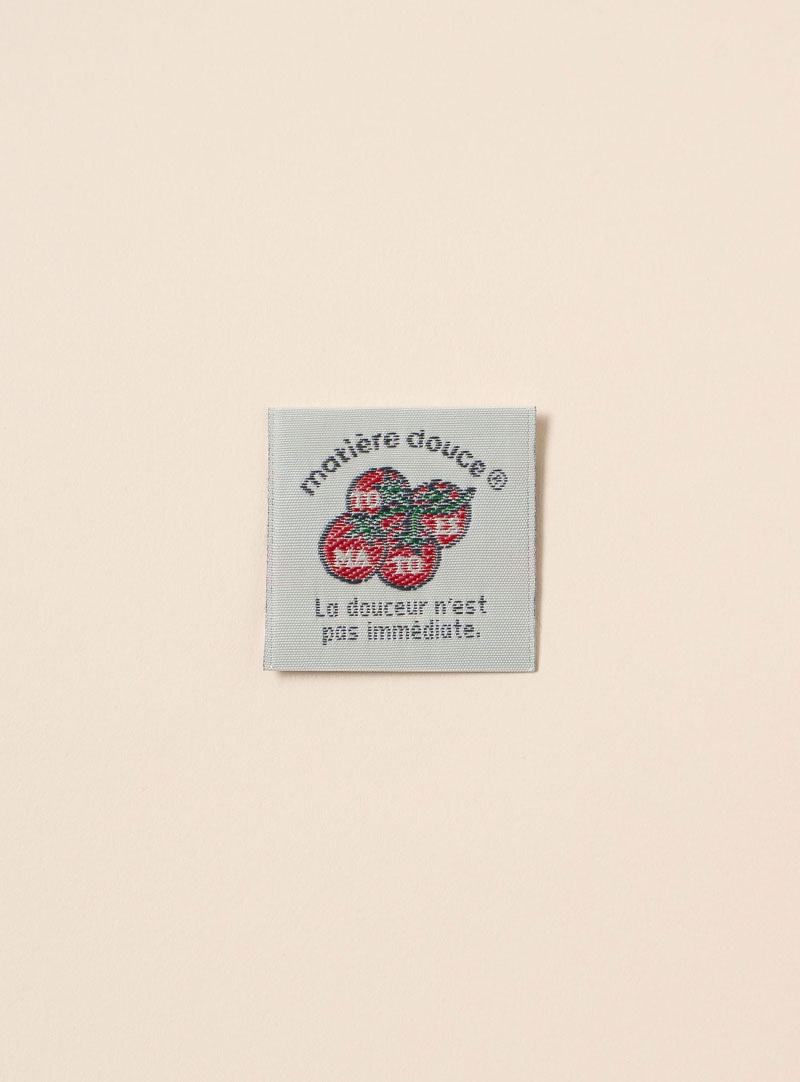 matière douce®
TO
MA
TO
ES
La douceur n'est
pas immédiate.